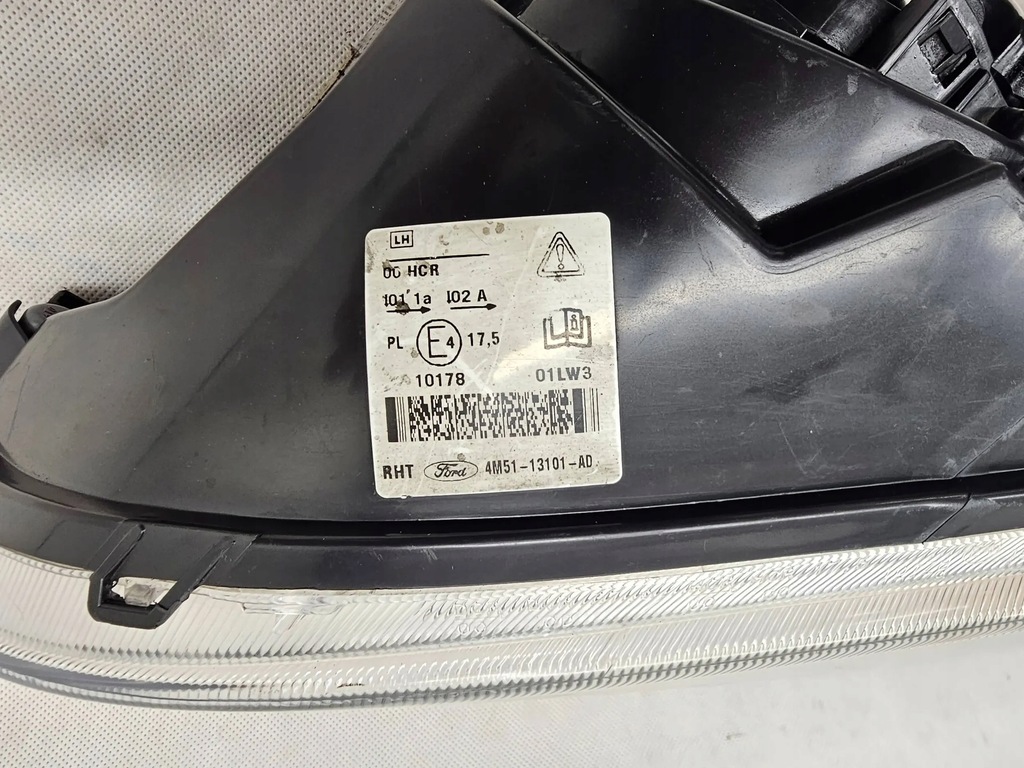 LH
00 HCR
101 1a 102 A
PL E4 17,5
10178 01LW3
RHT Ford 4M51-13101-AD